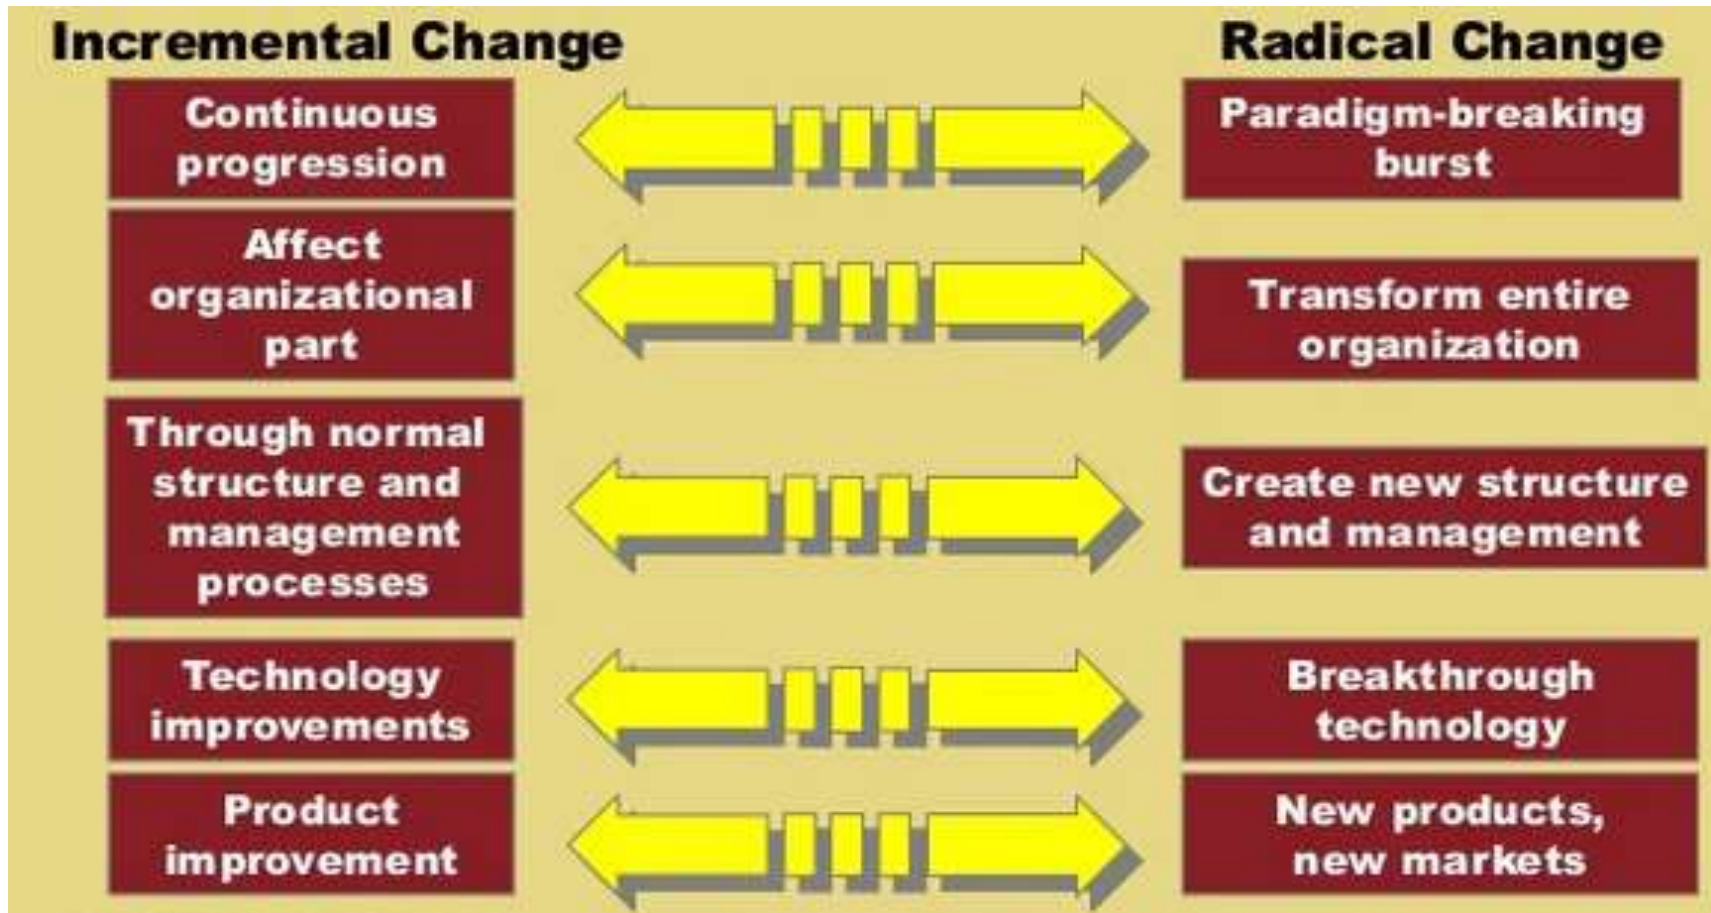 Incremental Change
Radical Change
Continuous
progression
Paradigm-breaking
burst
Affect
organizational
part
Transform entire
organization
Through normal
structure and
management
processes
Create new structure
and management
Technology
improvements
Breakthrough
technology
Product
improvement
New products,
new markets